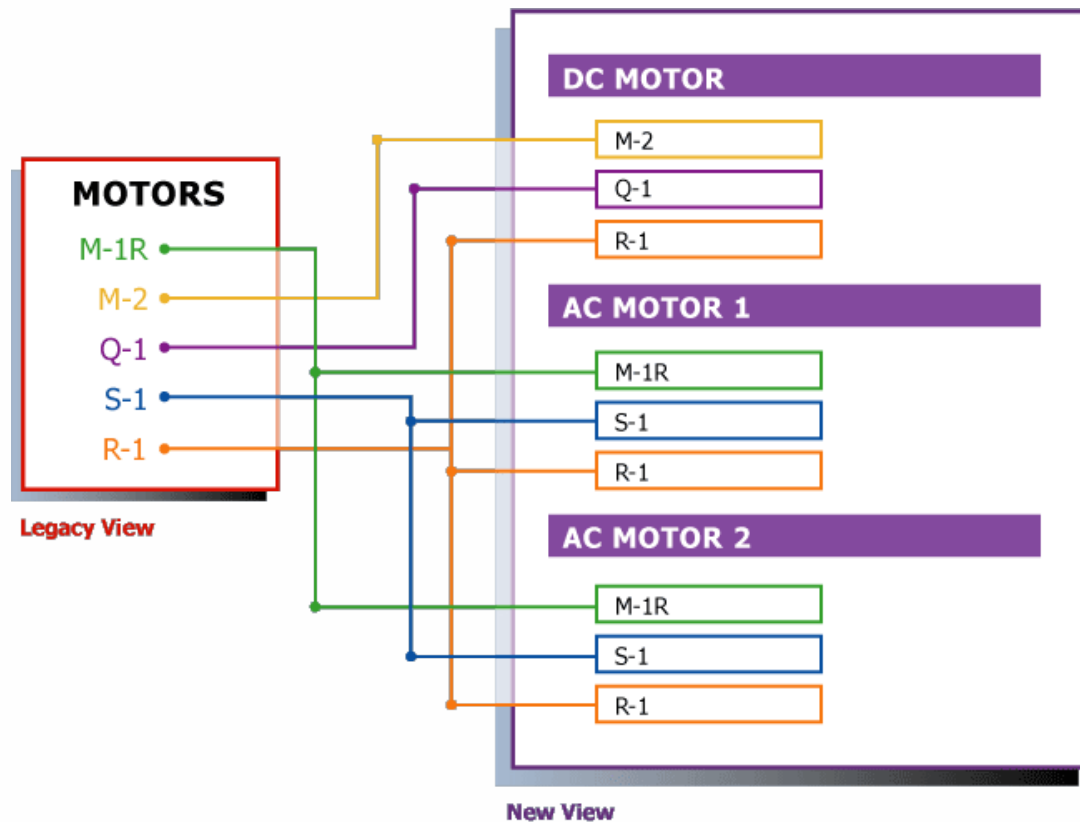 MOTORS
M-1R
M-2
Q-1
S-1
R-1
Legacy View
DC MOTOR
M-2
Q-1
R-1
AC MOTOR 1
M-1R
S-1
R-1
AC MOTOR 2
M-1R
S-1
R-1
New View